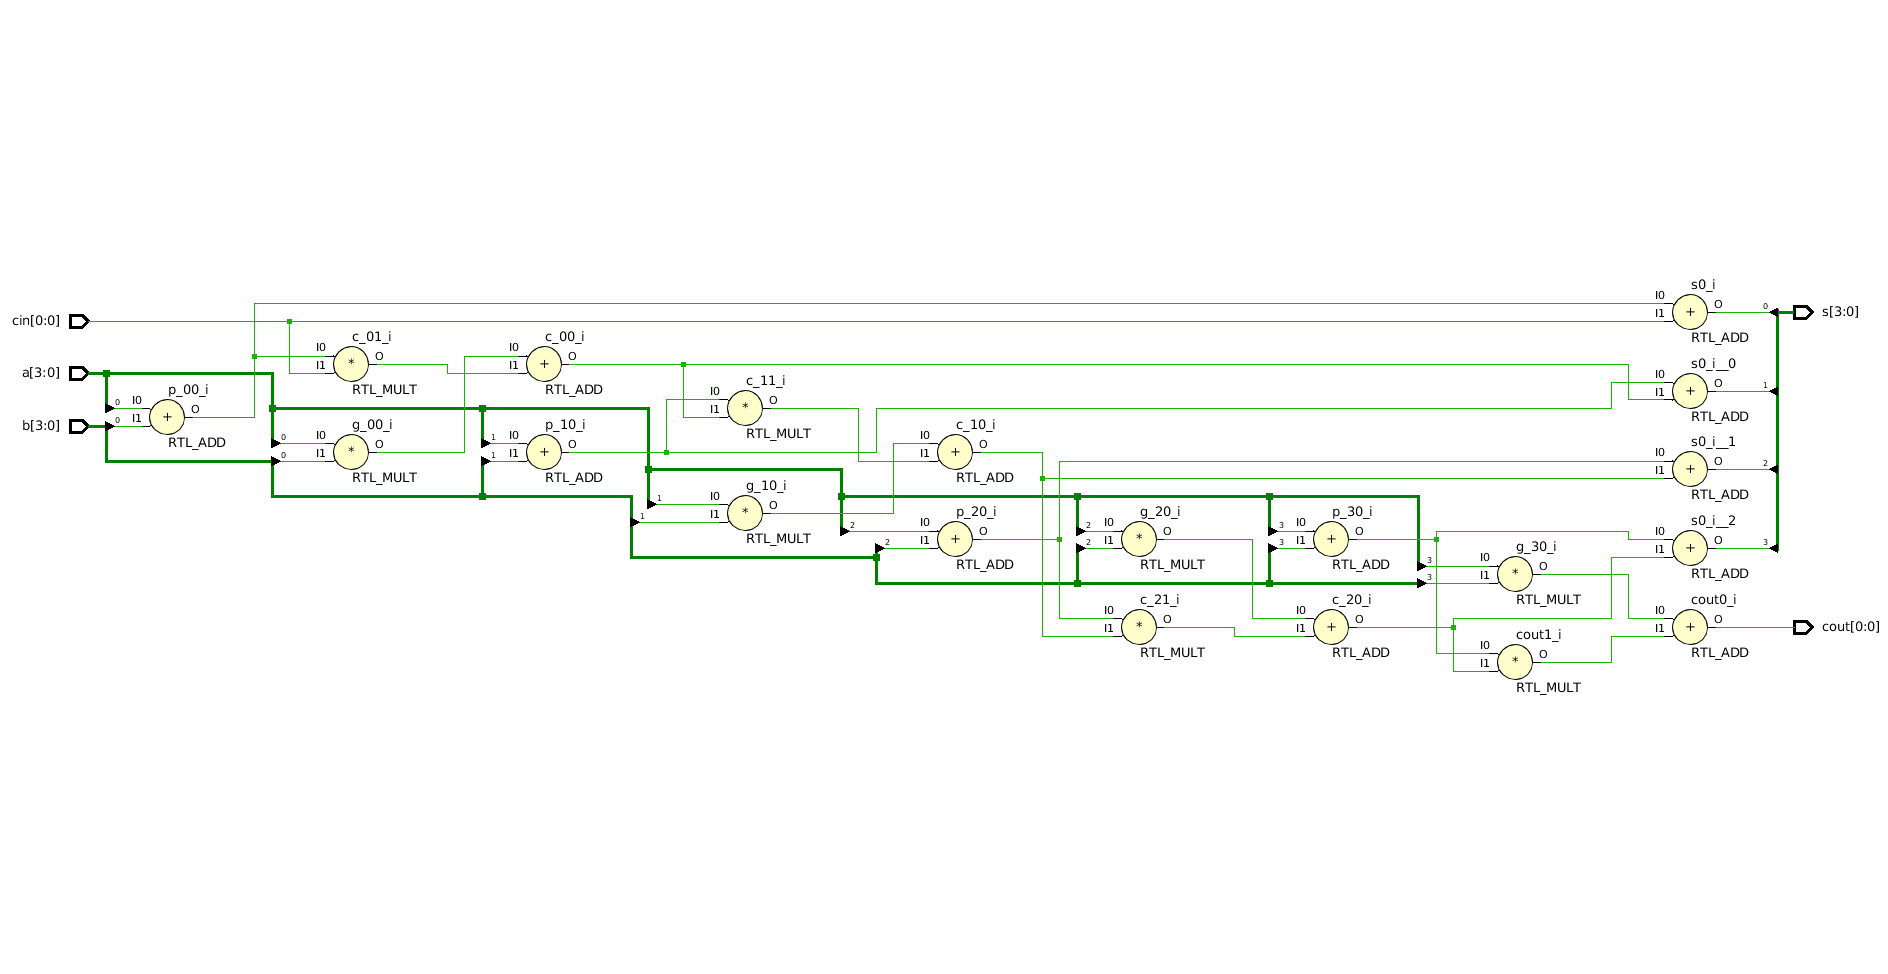 cin[0:0]
a[3:0]
b[3:0]
0
0
I0
I1
p_00_i
+
O
RTL_ADD
c_01_i
I0
I1
*
O
RTL_MULT
0
0
g_00_i
I0
I1
*
O
RTL_MULT
c_00_i
I0
I1
+
O
RTL_ADD
1
1
p_10_i
I0
I1
+
O
RTL_ADD
c_11_i
I0
I1
*
O
RTL_MULT
1
1
g_10_i
I0
I1
*
O
RTL_MULT
c_10_i
I0
I1
+
O
RTL_ADD
2
2
p_20_i
I0
I1
+
O
RTL_ADD
2
2
g_20_i
I0
I1
*
O
RTL_MULT
c_21_i
I0
I1
*
O
RTL_MULT
3
3
p_30_i
I0
I1
+
O
RTL_ADD
c_20_i
I0
I1
+
O
RTL_ADD
3
3
g_30_i
I0
I1
*
O
RTL_MULT
cout1_i
I0
I1
*
O
RTL_MULT
s0_i
I0
I1
+
O
RTL_ADD
0
s0_i__0
I0
I1
+
O
RTL_ADD
1
s0_i__1
I0
I1
+
O
RTL_ADD
2
s0_i__2
I0
I1
+
O
RTL_ADD
3
cout0_i
I0
I1
+
O
RTL_ADD
s[3:0]
cout[0:0]